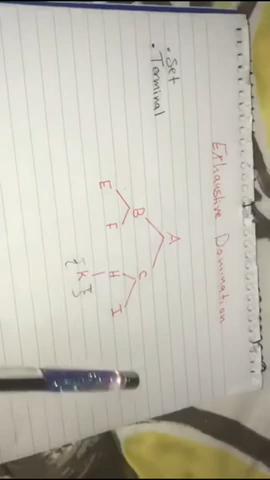 Exhaustive Domination
• Set
• Terminal
A
B C
E F H I
{K}